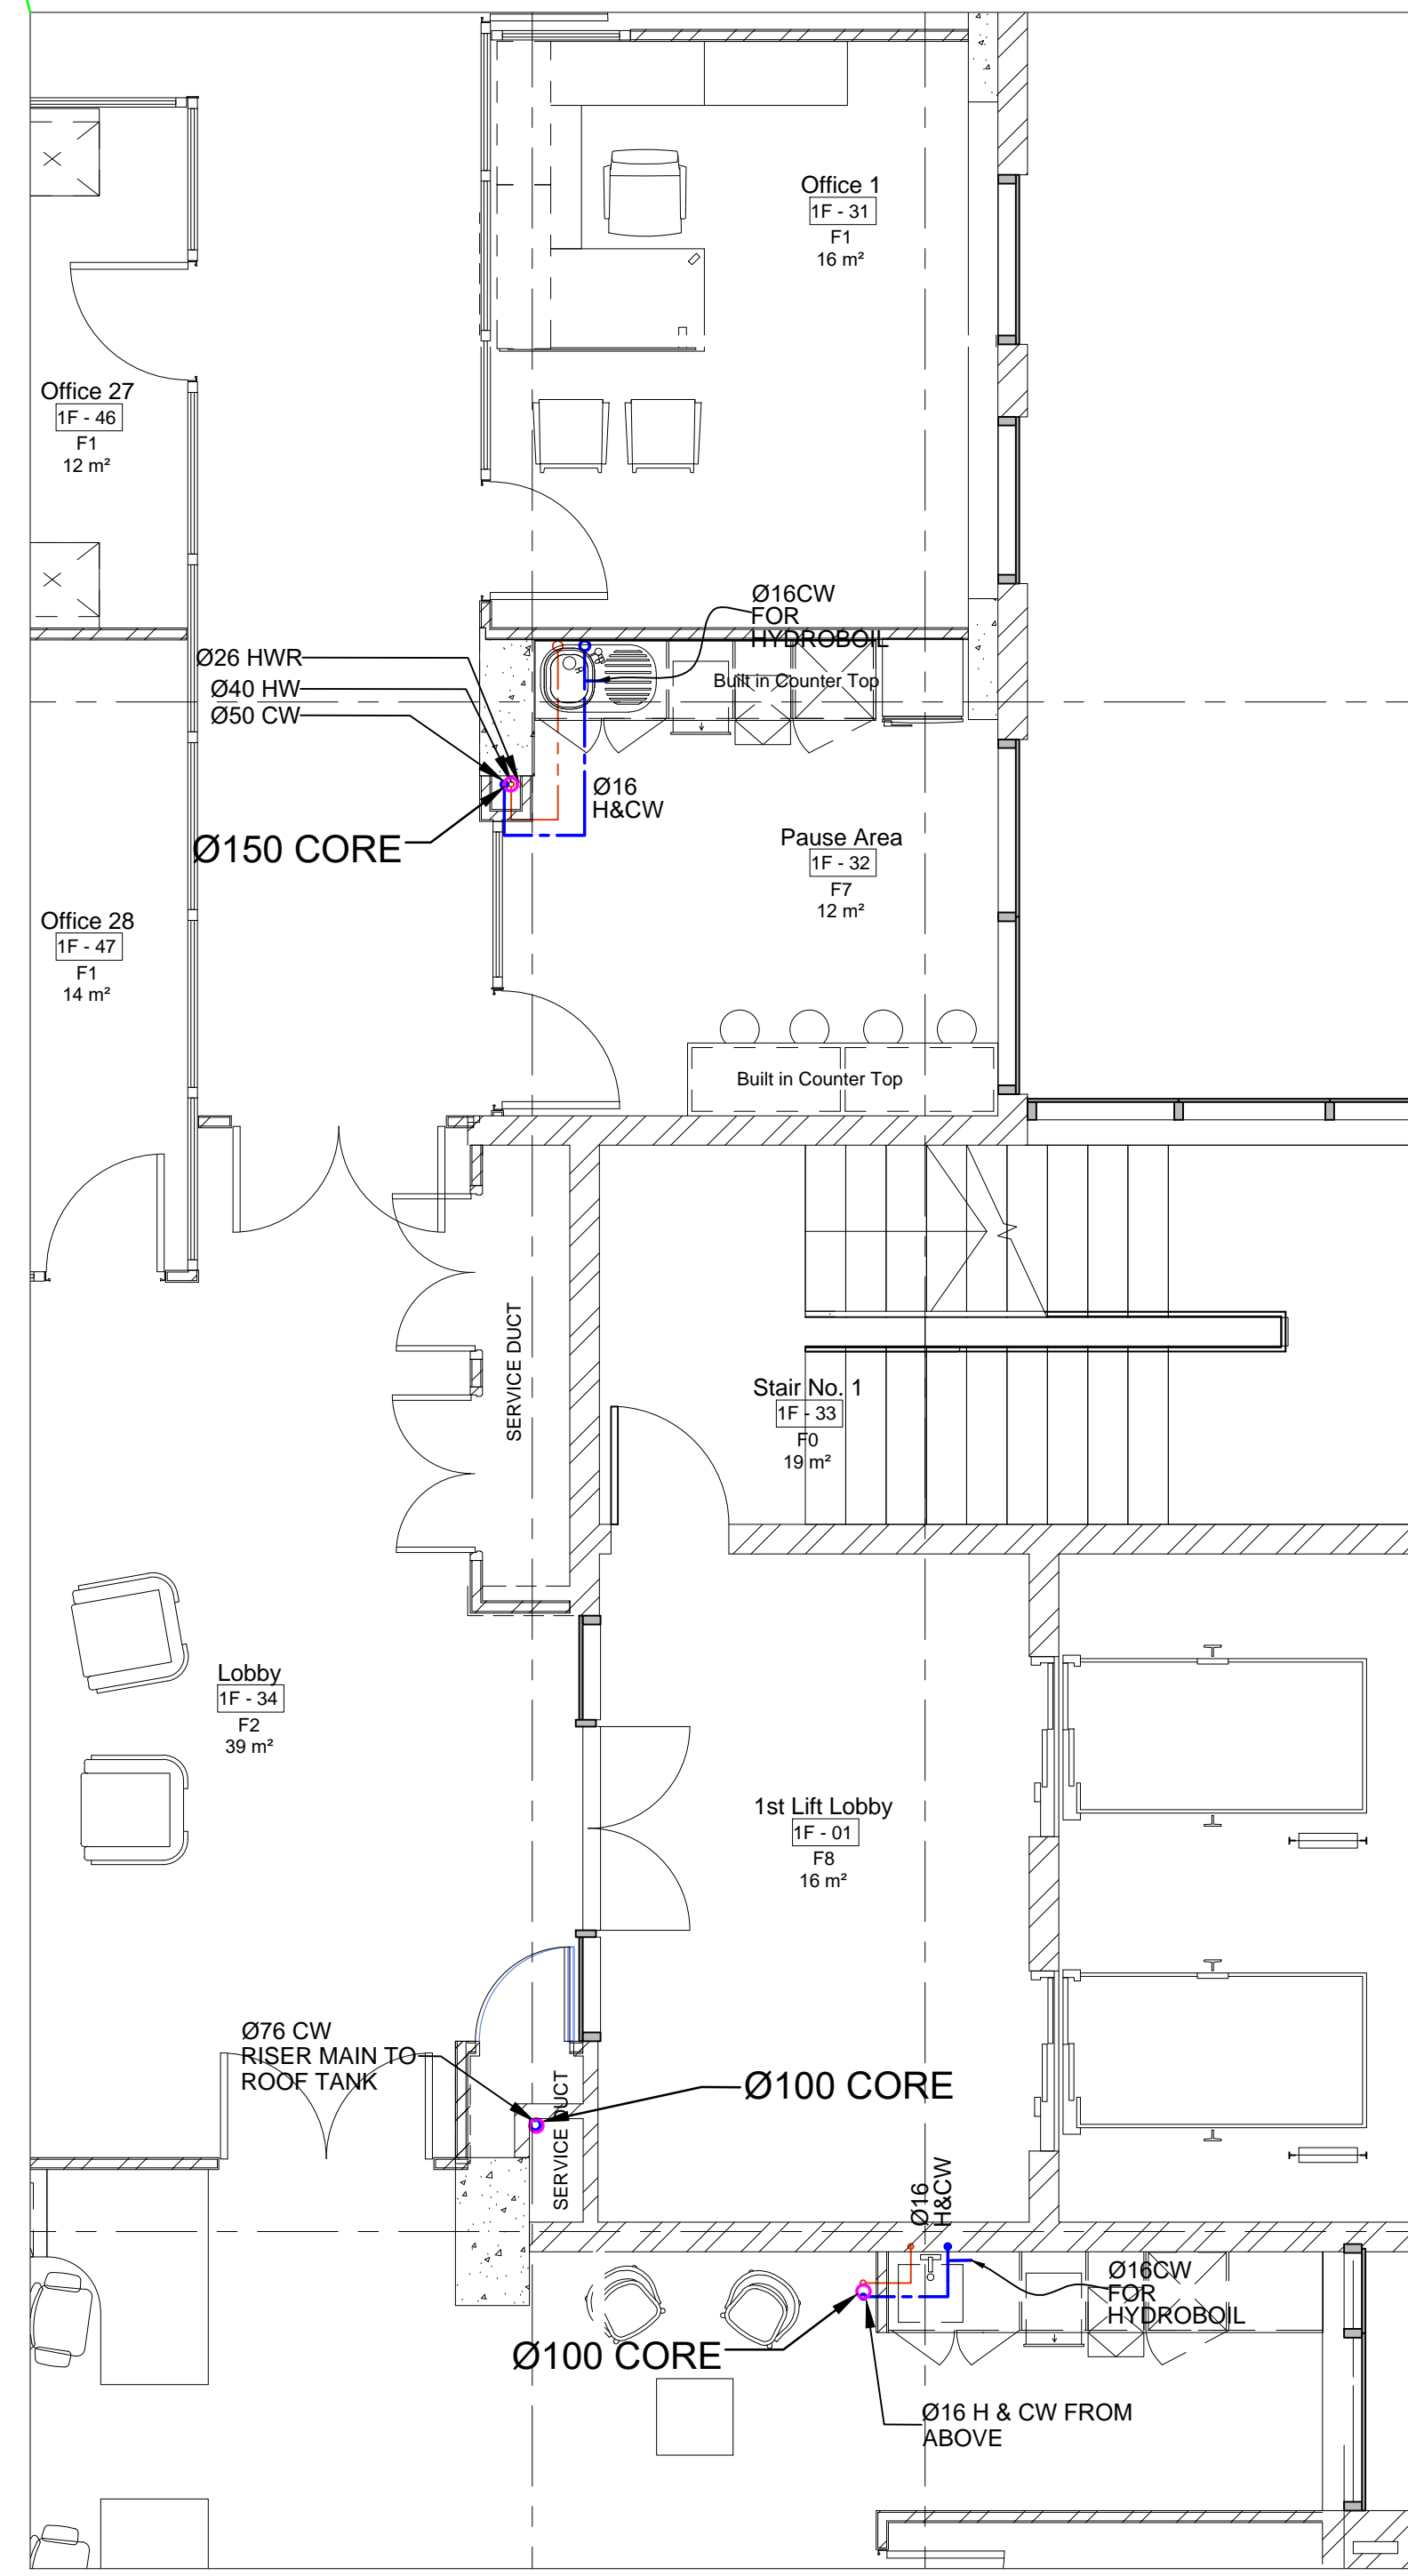 Office 1
1F - 31
F1
16 m²
Office 27
1F - 46
F1
12 m²
Ø16CW
FOR
HYDROBOIL
Ø26 HWR
Ø40 HW
Ø50 CW
Built in Counter Top
Ø16
H&CW
Ø150 CORE
Pause Area
1F - 32
F7
12 m²
Office 28
1F - 47
F1
14 m²
Built in Counter Top
SERVICE DUCT
Stair No. 1
1F - 33
F0
19 m²
Lobby
1F - 34
F2
39 m²
1st Lift Lobby
1F - 01
F8
16 m²
Ø76 CW
RISER MAIN TO
ROOF TANK
Ø100 CORE
SERVICE DUCT
Ø16
H&CW
Ø16CW
FOR
HYDROBOIL
Ø100 CORE
Ø16 H & CW FROM
ABOVE